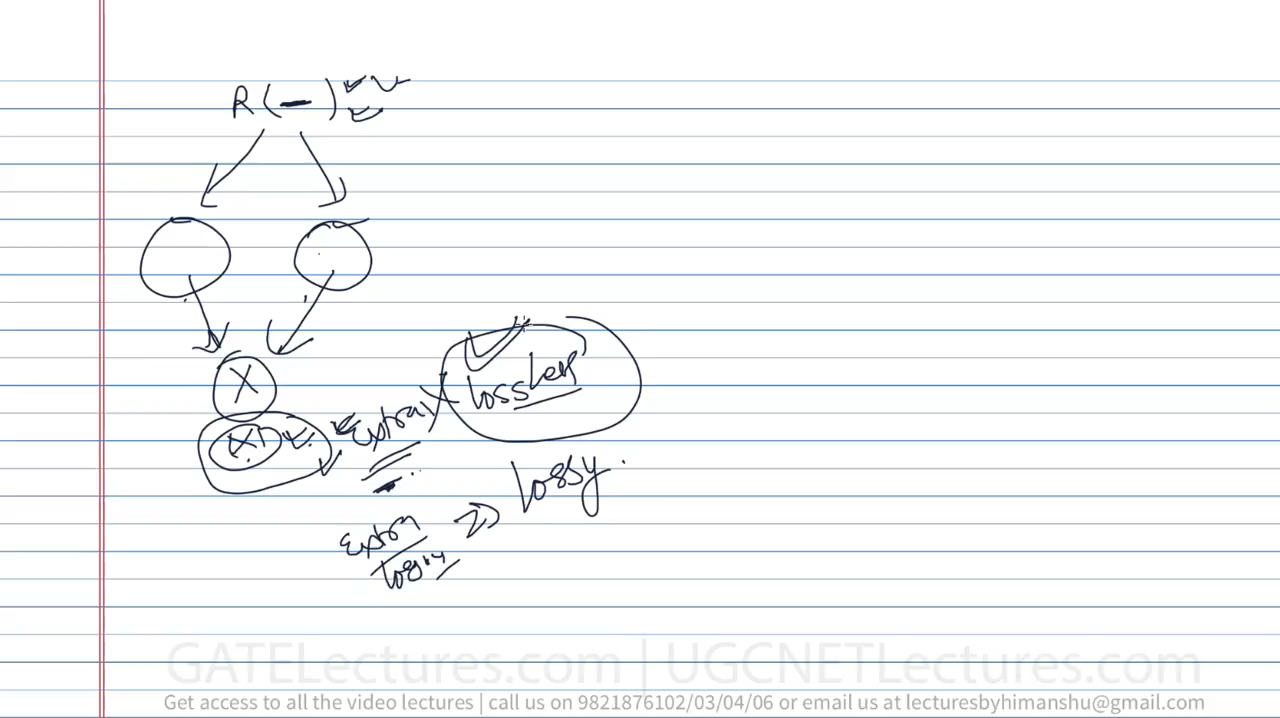 R ( — )
X
Extra
lossless
lossy.
Extra
GATELectures.com | UGCNETLectures.com
Get access to all the video lectures | call us on 9821876102/03/04/06 or email us at lecturesbyhimanshu@gmail.com